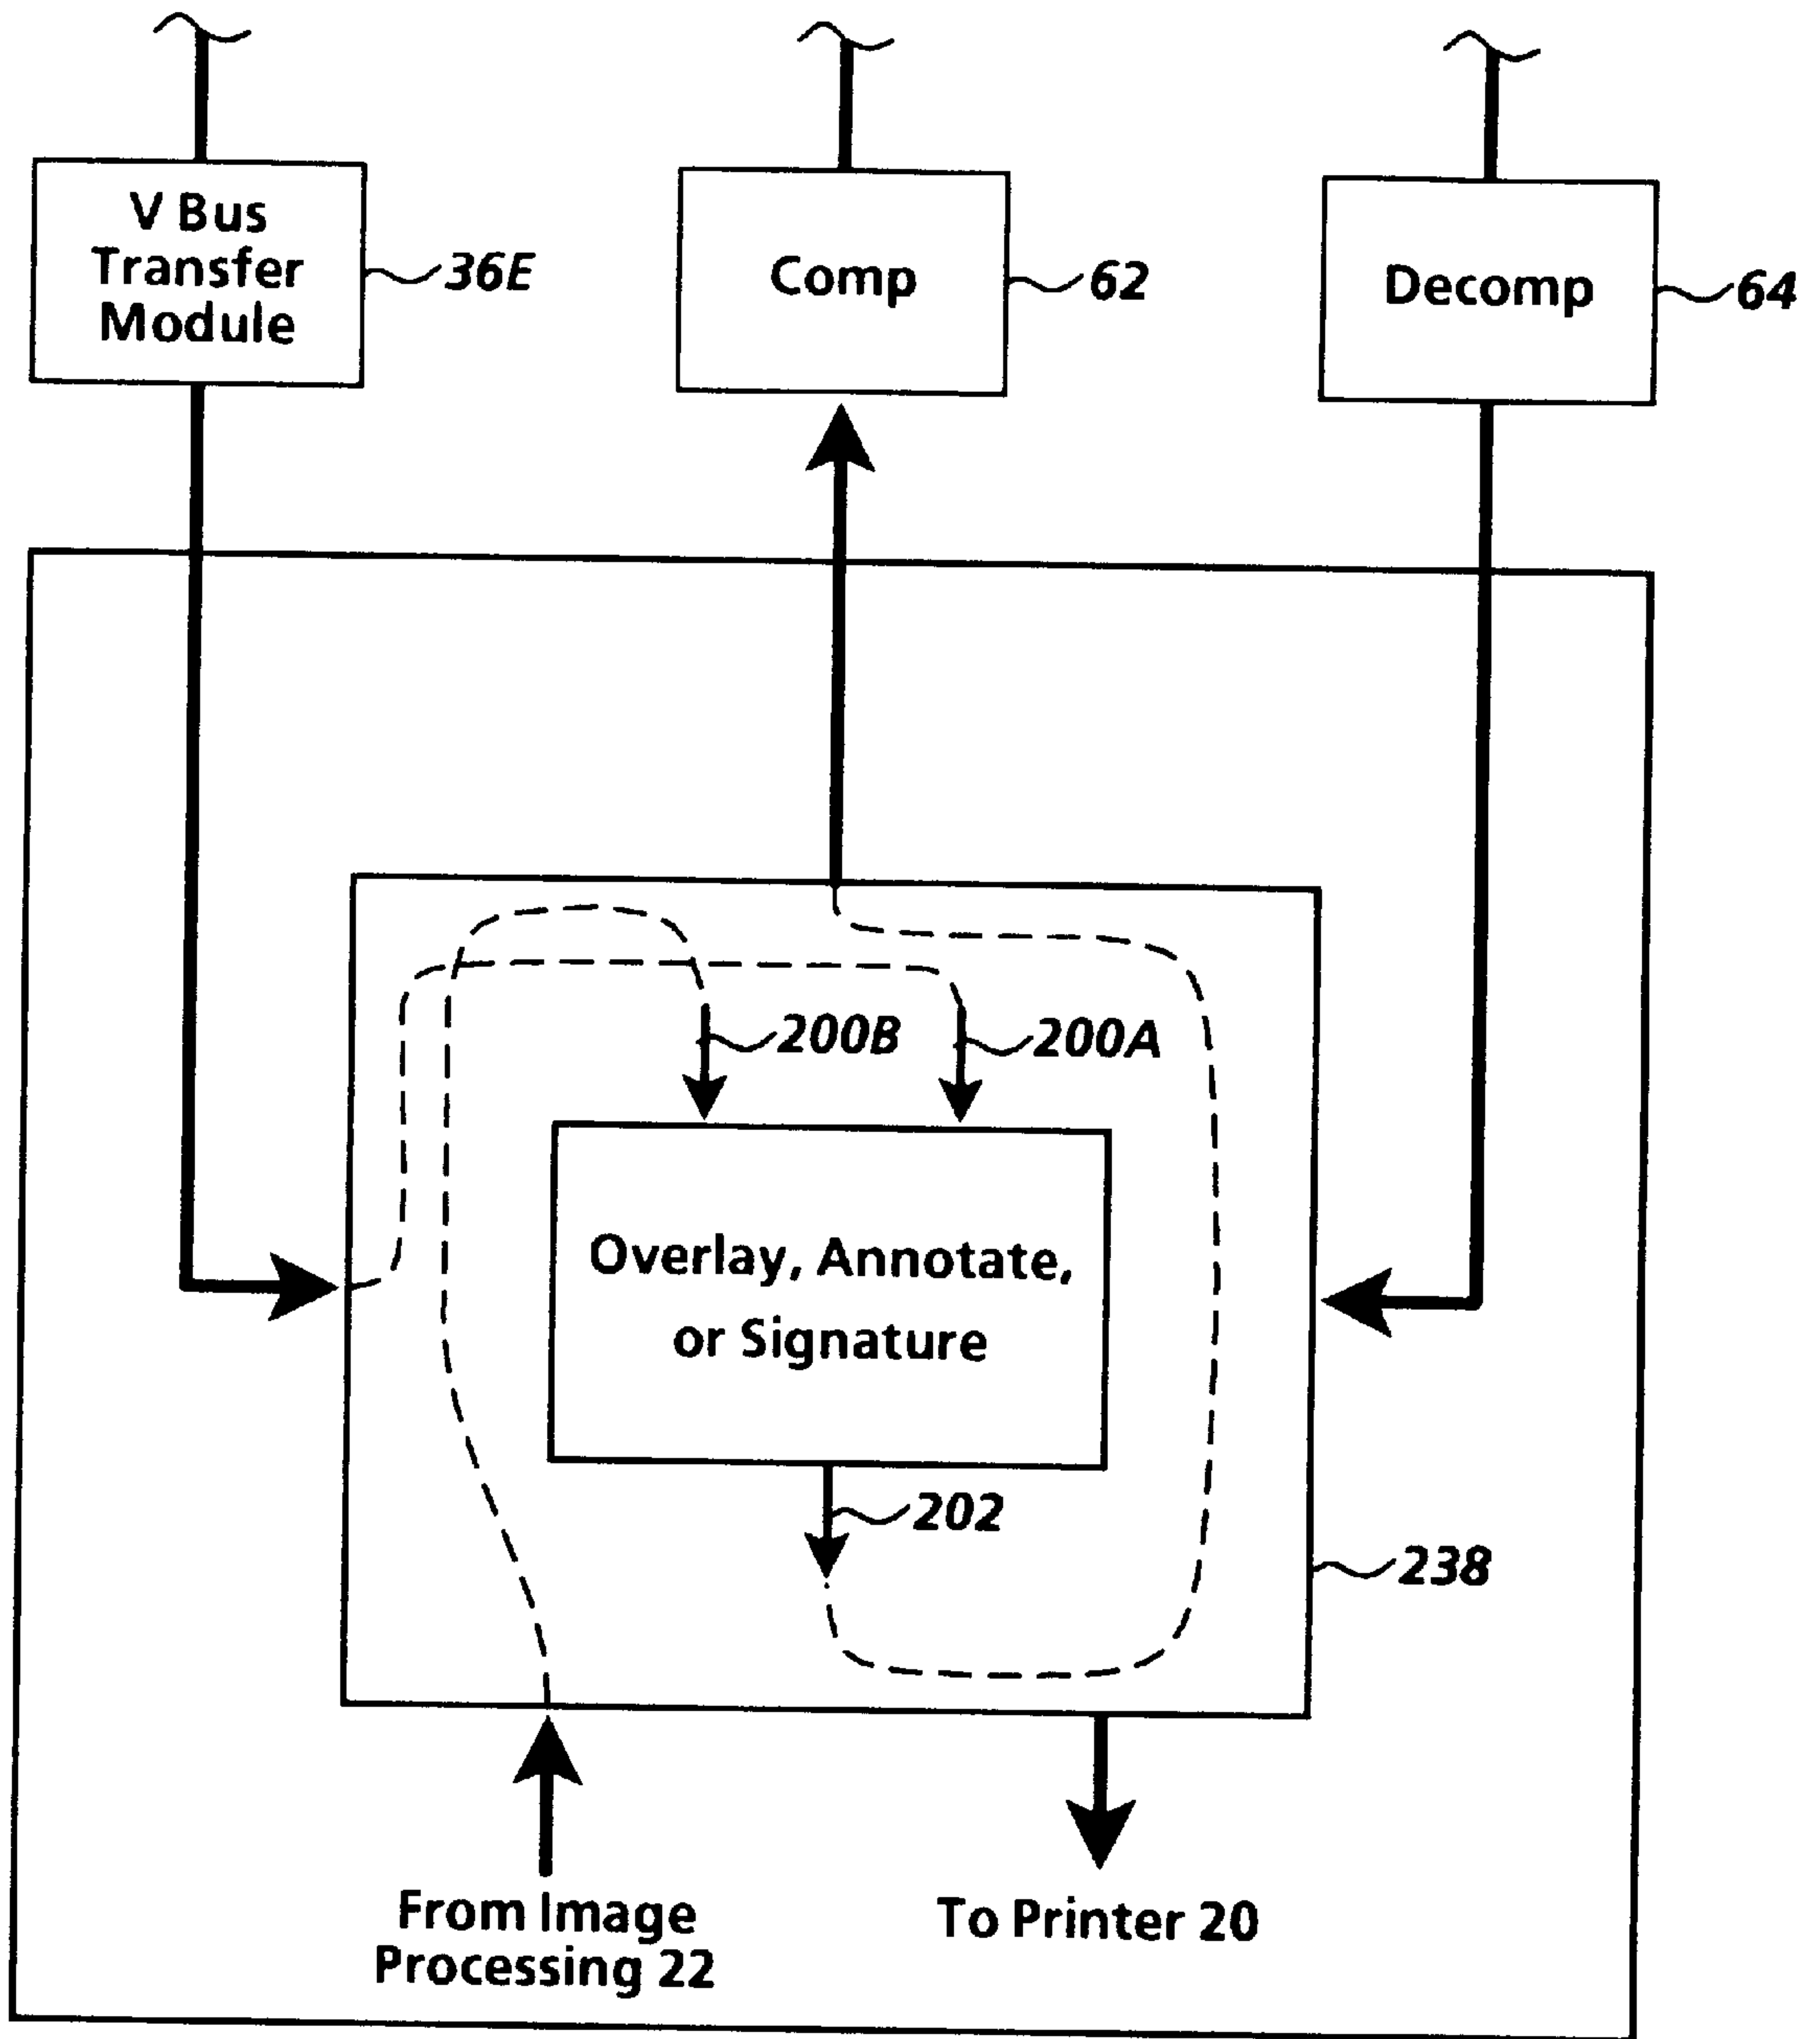 V Bus
Transfer
Module
36E
Comp
62
Decomp
64
200B
200A
Overlay, Annotate,
or Signature
202
238
From Image
Processing 22
To Printer 20